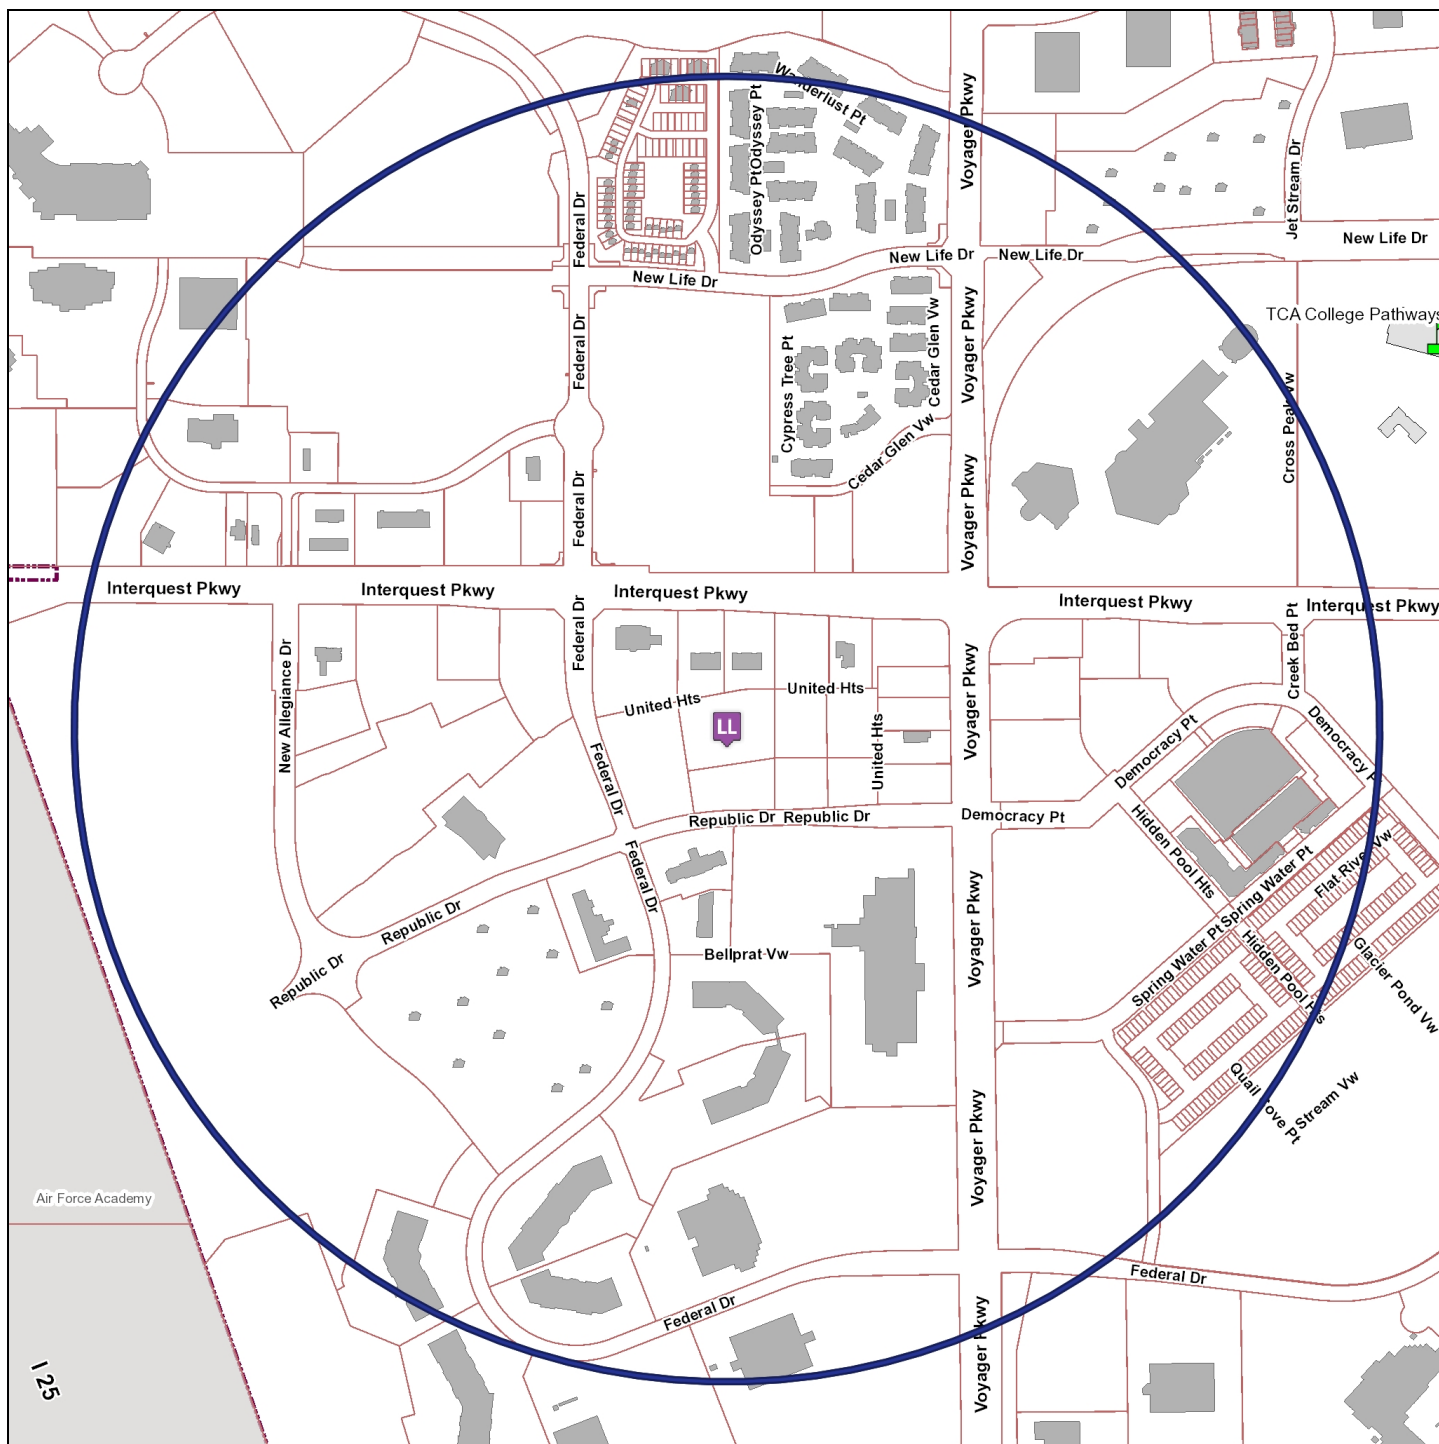 Wanderlust Pt
Voyager Pkwy
Odyssey Pt
Odyssey Pt
Jet Stream Dr
Federal Dr
New Life Dr
New Life Dr
New Life Dr
New Life Dr
TCA College Pathways
Federal Dr
Voyager Pkwy
Cedar Glen Vw
Cypress Tree Pt
Cross Peak Vw
Cedar Glen Vw
Federal Dr
Voyager Pkwy
Interquest Pkwy
Interquest Pkwy
Interquest Pkwy
Interquest Pkwy
Interquest Pkwy
Federal Dr
New Allegiance Dr
Voyager Pkwy
Creek Bed Pt
United Hts
United Hts
United Hts
LL
Democracy Pt
Democracy Pt
Federal Dr
Republic Dr
Republic Dr
Democracy Pt
Hidden Pool Hts
Flat River Vw
Federal Dr
Spring Water Pt
Republic Dr
Voyager Pkwy
Bellprat Vw
Republic Dr
Spring Water Pt
Hidden Pool Hts
Glacier Pond Vw
Quail Cove Pt
Stream Vw
Voyager Pkwy
Air Force Academy
Federal Dr
Federal Dr
Voyager Pkwy
I 25